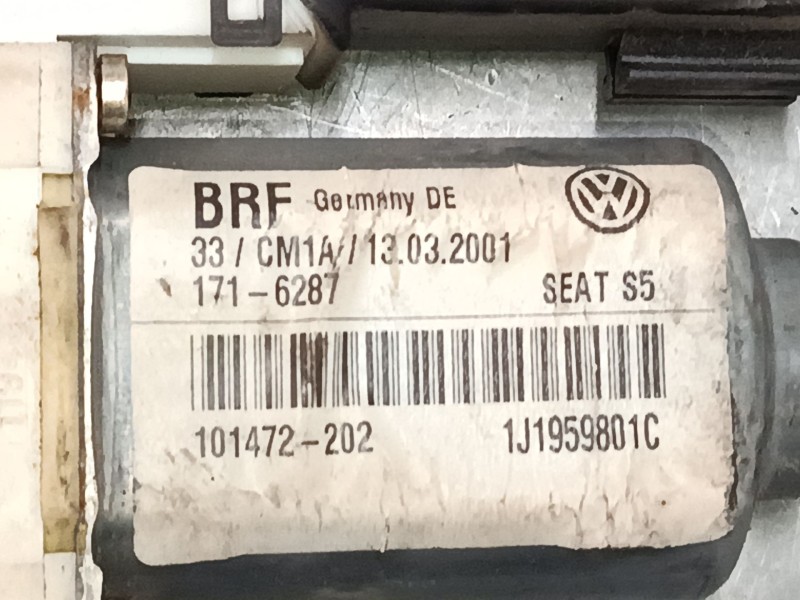 BRF Germany DE
33 / CM1A / / 13.03.2001
171-6287 SEAT S5
101472-202 1J1959801C